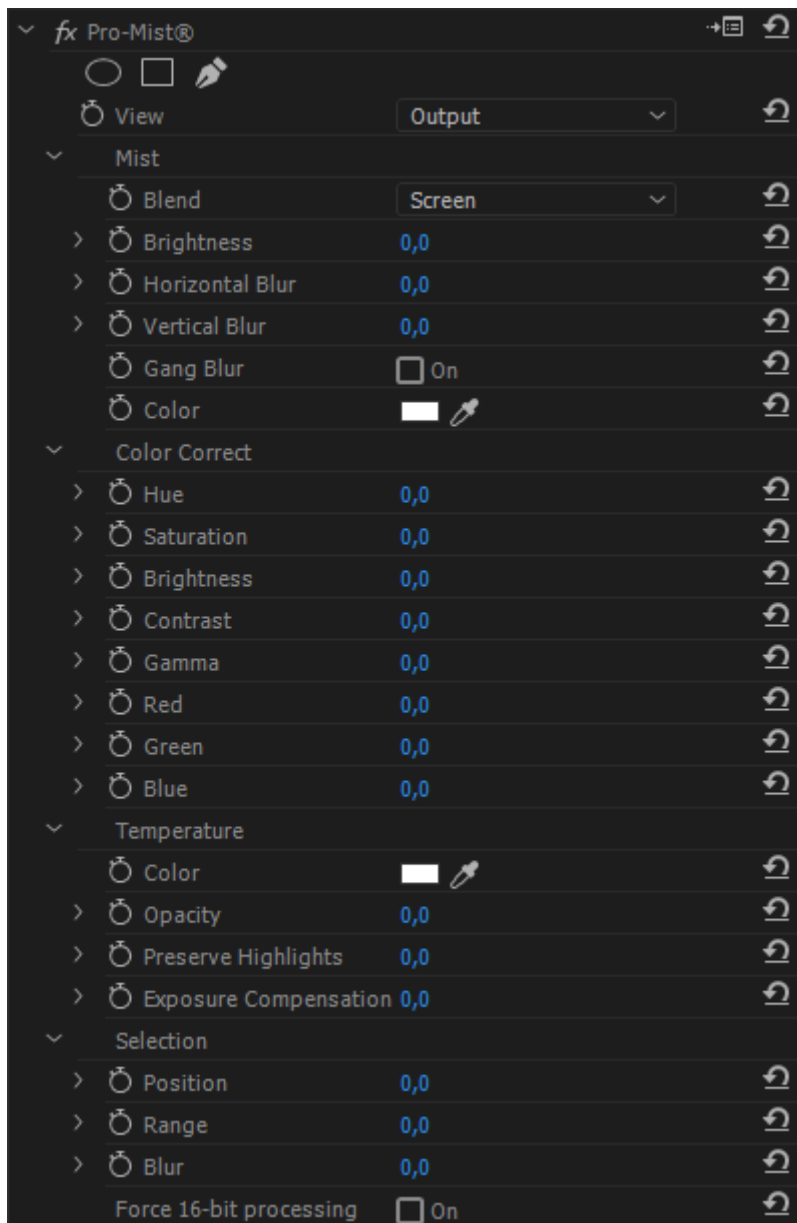 fx Pro-Mist®
View Output
Mist
Blend Screen
Brightness 0,0
Horizontal Blur 0,0
Vertical Blur 0,0
Gang Blur On
Color
Color Correct
Hue 0,0
Saturation 0,0
Brightness 0,0
Contrast 0,0
Gamma 0,0
Red 0,0
Green 0,0
Blue 0,0
Temperature
Color
Opacity 0,0
Preserve Highlights 0,0
Exposure Compensation 0,0
Selection
Position 0,0
Range 0,0
Blur 0,0
Force 16-bit processing On